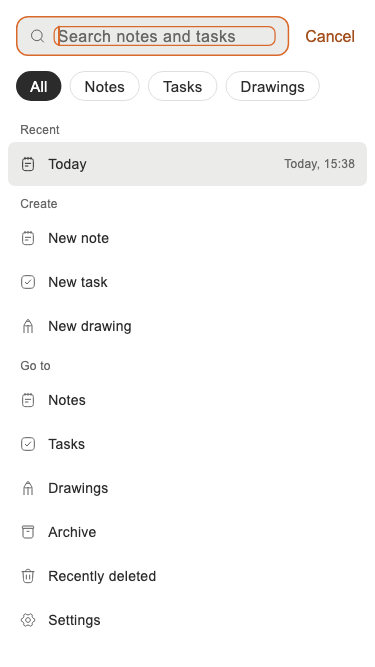 Search notes and tasks Cancel
All Notes Tasks Drawings
Recent
Today Today, 15:38
Create
New note
New task
New drawing
Go to
Notes
Tasks
Drawings
Archive
Recently deleted
Settings